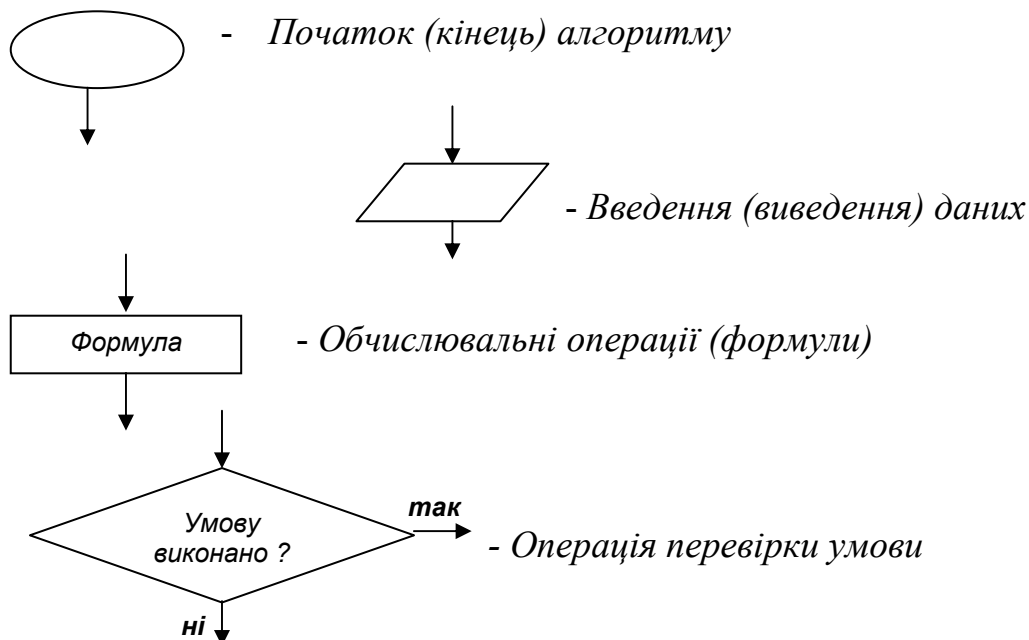 - Початок (кінець) алгоритму
- Введення (виведення) даних
Формула
- Обчислювальні операції (формули)
Умову
виконано ?
так
- Операція перевірки умови
ні